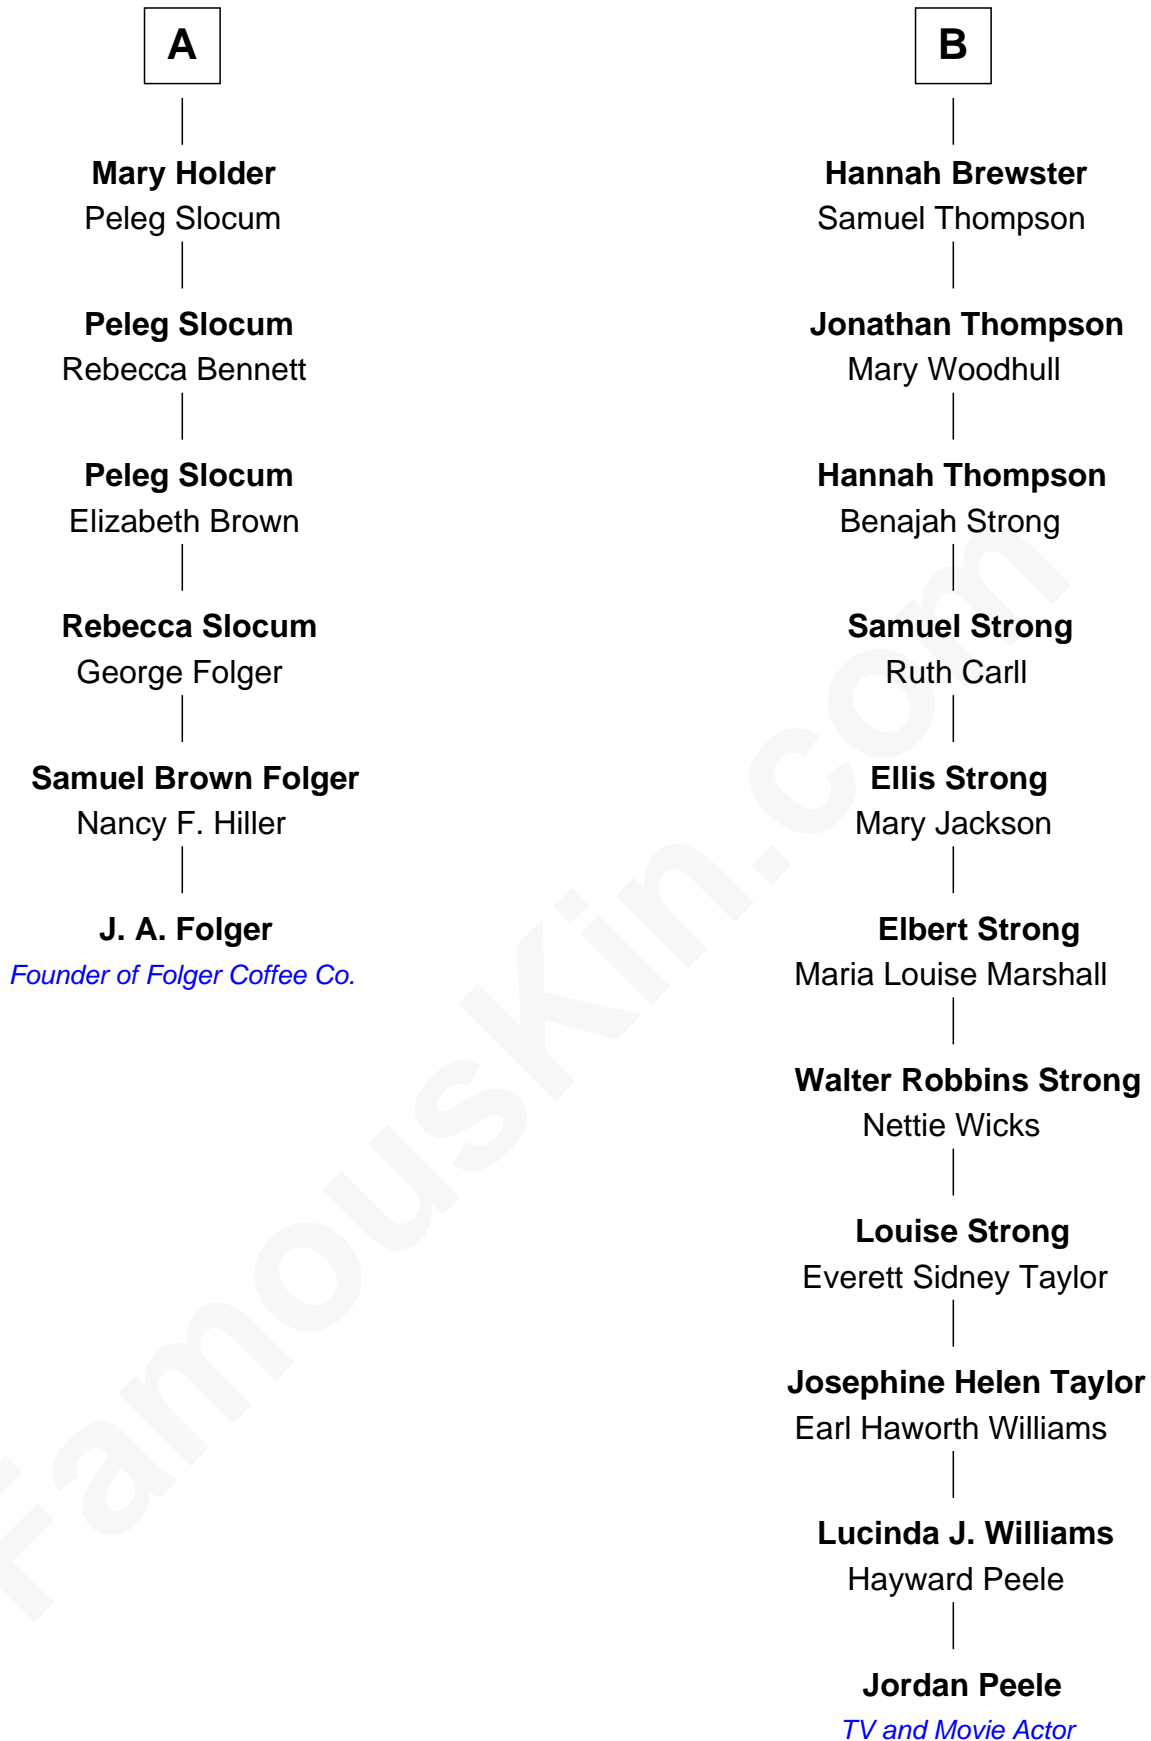 A
Mary Holder
Peleg Slocum
Peleg Slocum
Rebecca Bennett
Peleg Slocum
Elizabeth Brown
Rebecca Slocum
George Folger
Samuel Brown Folger
Nancy F. Hiller
J. A. Folger
Founder of Folger Coffee Co.
B
Hannah Brewster
Samuel Thompson
Jonathan Thompson
Mary Woodhull
Hannah Thompson
Benajah Strong
Samuel Strong
Ruth Carll
Ellis Strong
Mary Jackson
Elbert Strong
Maria Louise Marshall
Walter Robbins Strong
Nettie Wicks
Louise Strong
Everett Sidney Taylor
Josephine Helen Taylor
Earl Haworth Williams
Lucinda J. Williams
Hayward Peele
Jordan Peele
TV and Movie Actor
FamousKin.com